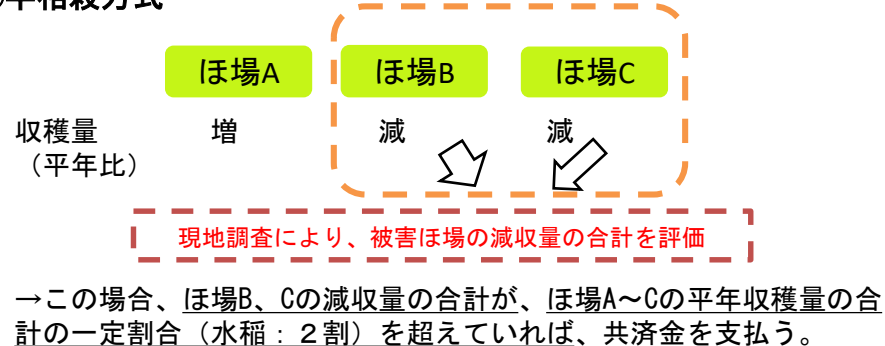 半相殺方式
ほ場A ほ場B ほ場C
収穫量 増 減 減
（平年比）
現地調査により、被害ほ場の減収量の合計を評価
→この場合、ほ場B、Cの減収量の合計が、ほ場A～Cの平年収穫量の合
計の一定割合（水稲：２割）を超えていれば、共済金を支払う。